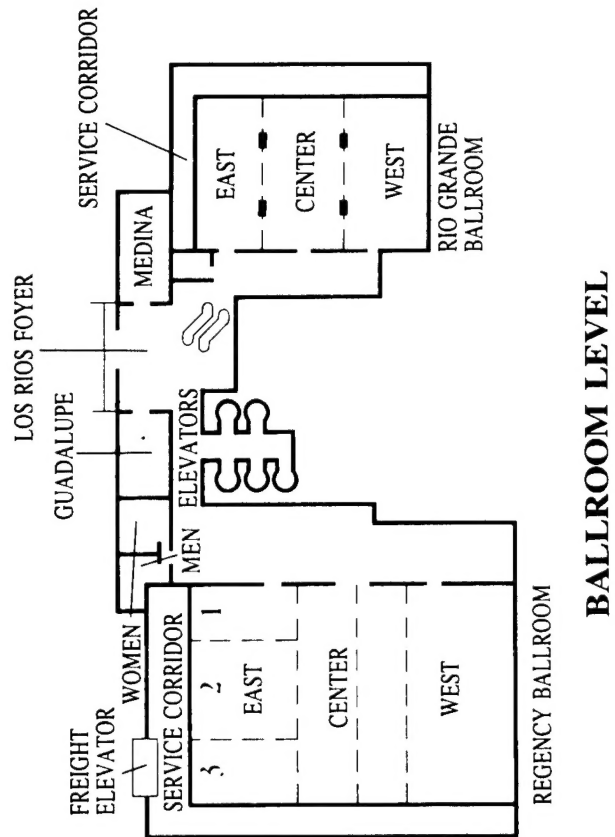 FREIGHT
ELEVATOR
WOMEN
MEN
GUADALUPE
LOS RIOS FOYER
SERVICE CORRIDOR
MEDINA
ELEVATORS
SERVICE CORRIDOR
3
2
1
EAST
CENTER
WEST
REGENCY BALLROOM
EAST
CENTER
WEST
RIO GRANDE
BALLROOM
BALLROOM LEVEL